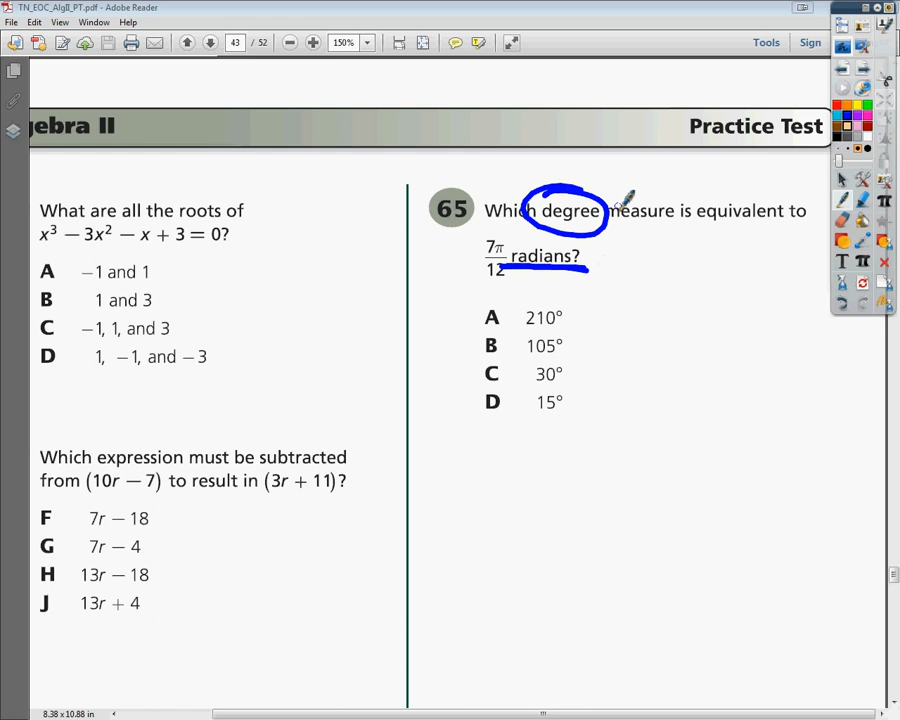 TN_EOC_AlgII_PT.pdf - Adobe Reader
File Edit View Window Help
43 / 52 150% Tools Sign
gebra II Practice Test
What are all the roots of
x³ − 3x² − x + 3 = 0?
A −1 and 1
B 1 and 3
C −1, 1, and 3
D 1, −1, and −3
Which expression must be subtracted
from (10r − 7) to result in (3r + 11)?
F 7r − 18
G 7r − 4
H 13r − 18
J 13r + 4
65 Which degree measure is equivalent to
7π/12 radians?
A 210°
B 105°
C 30°
D 15°
8.38 x 10.88 in